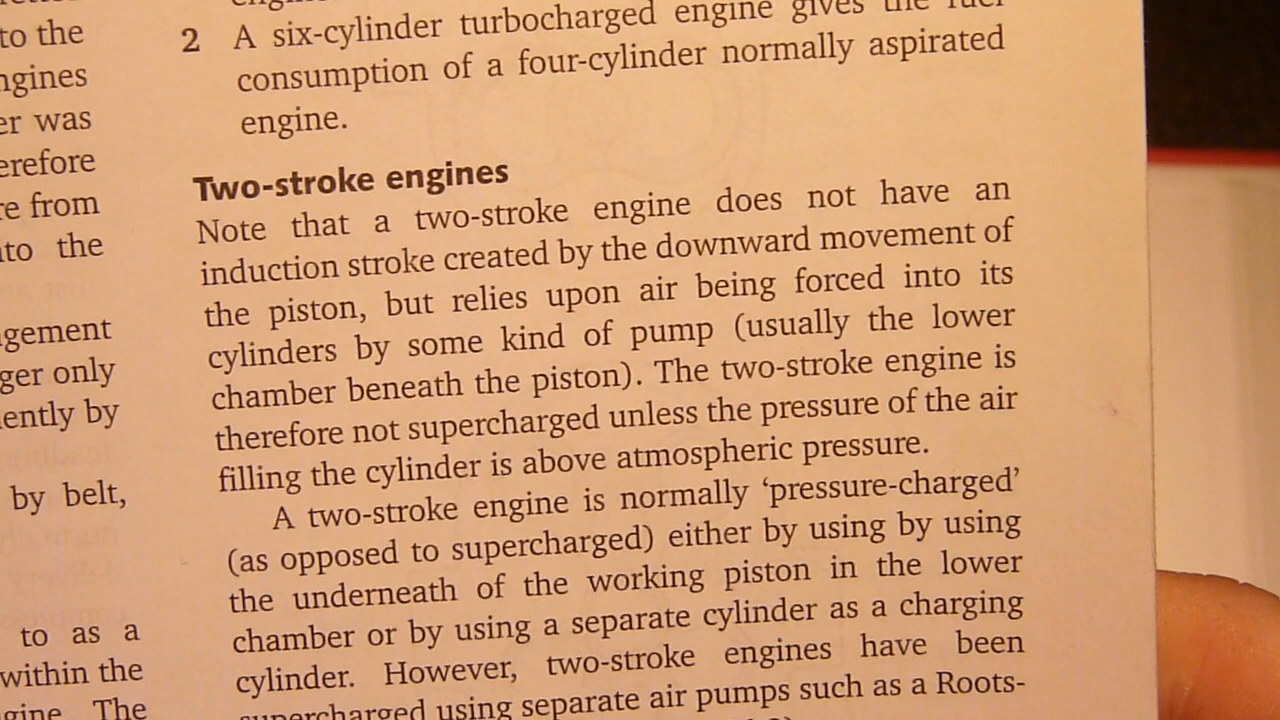 to the
ngines
er was
erefore
re from
to the
gement
ger only
ently by
by belt,
to as a
within the
gine. The
2 A six-cylinder turbocharged engine gives the fuel
consumption of a four-cylinder normally aspirated
engine.
Two-stroke engines
Note that a two-stroke engine does not have an
induction stroke created by the downward movement of
the piston, but relies upon air being forced into its
cylinders by some kind of pump (usually the lower
chamber beneath the piston). The two-stroke engine is
therefore not supercharged unless the pressure of the air
filling the cylinder is above atmospheric pressure.
A two-stroke engine is normally ‘pressure-charged’
(as opposed to supercharged) either by using by using
the underneath of the working piston in the lower
chamber or by using a separate cylinder as a charging
cylinder. However, two-stroke engines have been
supercharged using separate air pumps such as a Roots-